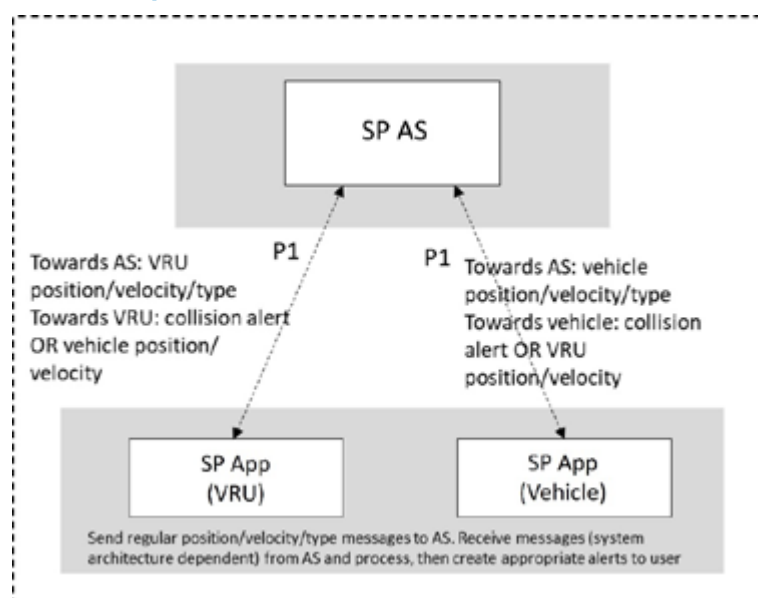 SP AS
P1
P1
Towards AS: VRU
position/velocity/type
Towards VRU: collision alert
OR vehicle position/
velocity
Towards AS: vehicle
position/velocity/type
Towards vehicle: collision
alert OR VRU
position/velocity
SP App
(VRU)
SP App
(Vehicle)
Send regular position/velocity/type messages to AS. Receive messages (system
architecture dependent) from AS and process, then create appropriate alerts to user